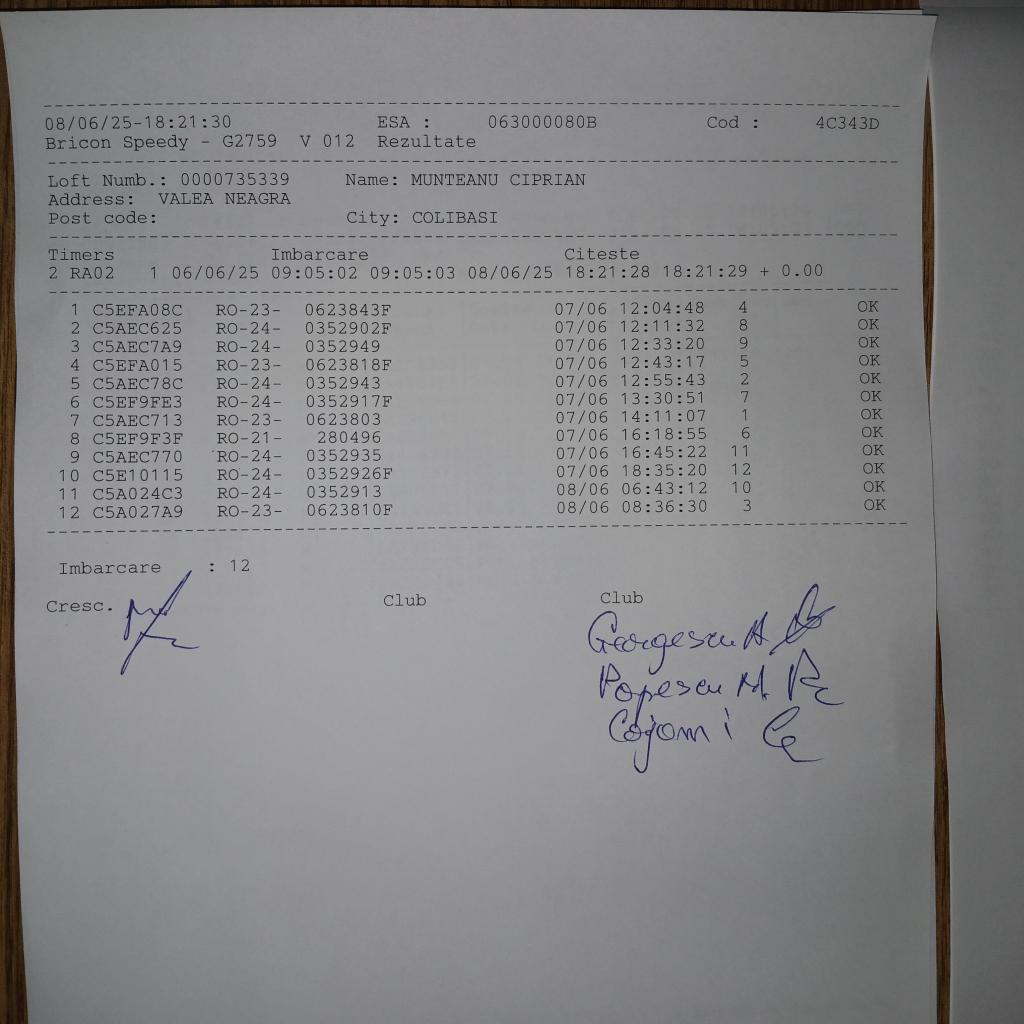 08/06/25-18:21:30 ESA : 063000080B Cod : 4C343D
Bricon Speedy - G2759 V 012 Rezultate
Loft Numb.: 0000735339 Name: MUNTEANU CIPRIAN
Address: VALEA NEAGRA
Post code: City: COLIBASI
Timers Imbarcare Citeste
2 RA02 1 06/06/25 09:05:02 09:05:03 08/06/25 18:21:28 18:21:29 + 0.00
1 C5EFA08C RO-23- 0623843F 07/06 12:04:48 4 OK
2 C5AEC625 RO-24- 0352902F 07/06 12:11:32 8 OK
3 C5AEC7A9 RO-24- 0352949 07/06 12:33:20 9 OK
4 C5EFA015 RO-23- 0623818F 07/06 12:43:17 5 OK
5 C5AEC78C RO-24- 0352943 07/06 12:55:43 2 OK
6 C5EF9FE3 RO-24- 0352917F 07/06 13:30:51 7 OK
7 C5AEC713 RO-23- 0623803 07/06 14:11:07 1 OK
8 C5EF9F3F RO-21- 280496 07/06 16:18:55 6 OK
9 C5AEC770 RO-24- 0352935 07/06 16:45:22 11 OK
10 C5E10115 RO-24- 0352926F 07/06 18:35:20 12 OK
11 C5A024C3 RO-24- 0352913 08/06 06:43:12 10 OK
12 C5A027A9 RO-23- 0623810F 08/06 08:36:30 3 OK
Imbarcare : 12
Cresc. Club Club
Georgescu A
Popescu M.
Cojom i